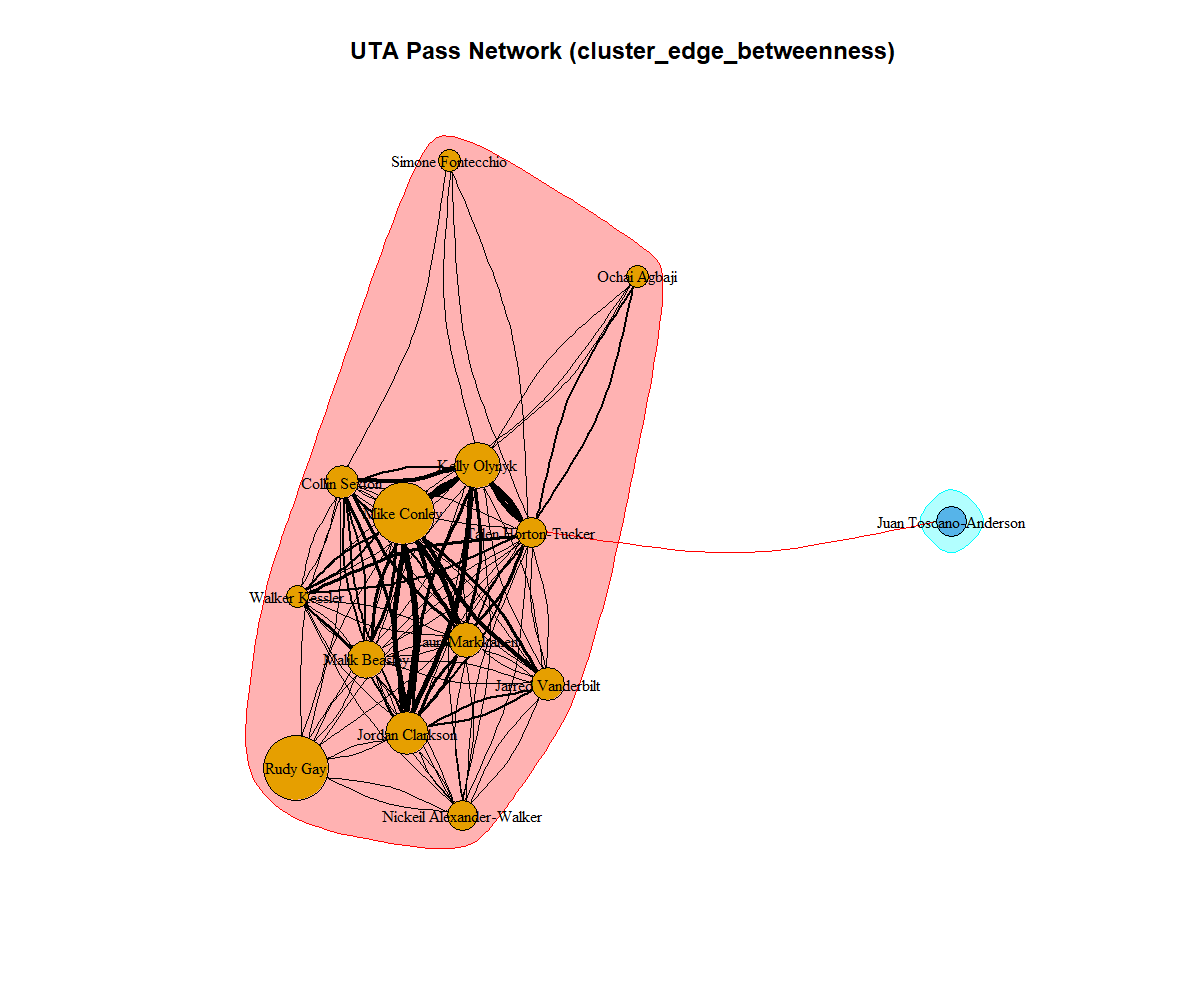 UTA Pass Network (cluster_edge_betweenness)
Simone Fontecchio
Ochai Agbaji
Kelly Olynyk
Collin Sexton
Mike Conley
Juan Toscano-Anderson
Talen Horton-Tucker
Walker Kessler
Lauri Markkanen
Malik Beasley
Jarred Vanderbilt
Jordan Clarkson
Rudy Gay
Nickeil Alexander-Walker